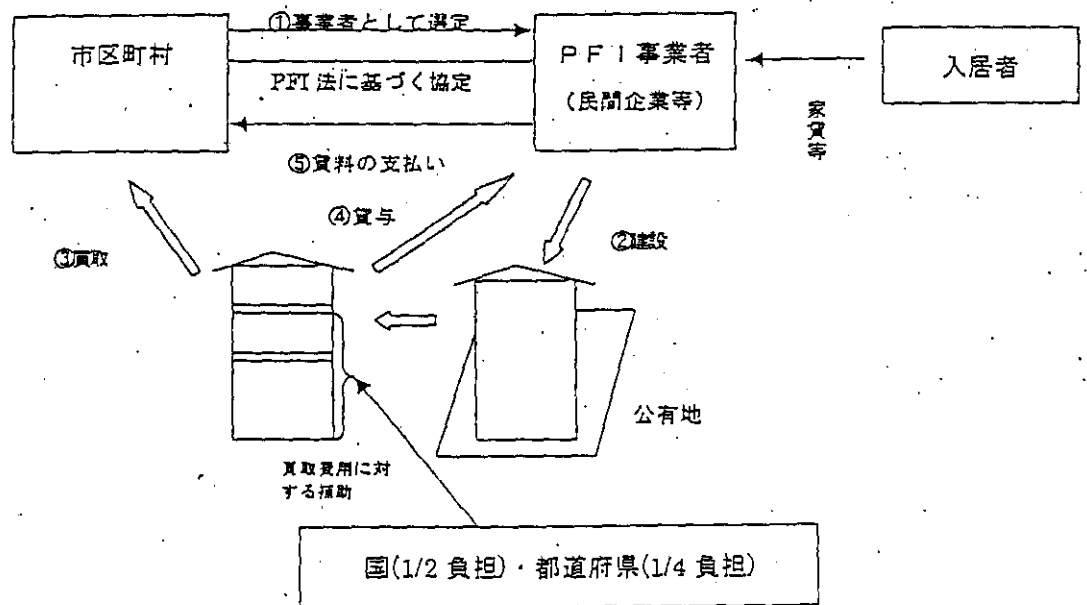 ①事業者として選定
市区町村
PFI事業者
(民間企業等)
入居者
PFI法に基づく協定
家賃等
⑤賃料の支払い
④貸与
②建設
③買取
公有地
買取費用に対
する補助
国(1/2負担)・都道府県(1/4負担)